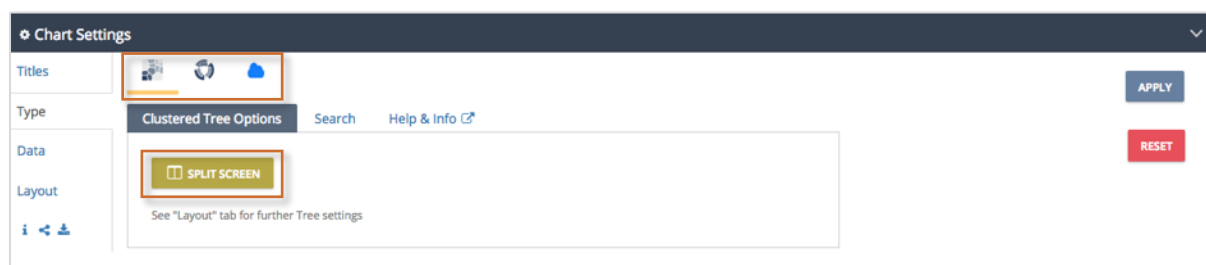 Chart Settings
Titles
Type
Data
Layout
Clustered Tree Options
Search
Help & Info
SPLIT SCREEN
See "Layout" tab for further Tree settings
APPLY
RESET